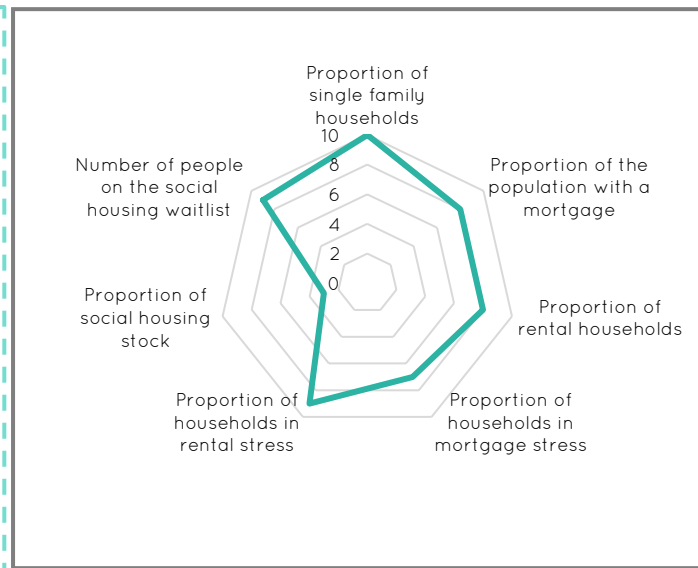 Proportion of
single family
households
10
8
6
4
2
0
Proportion of the
population with a
mortgage
Proportion of
rental households
Proportion of
households in
mortgage stress
Proportion of
households in
rental stress
Proportion of
social housing
stock
Number of people
on the social
housing waitlist